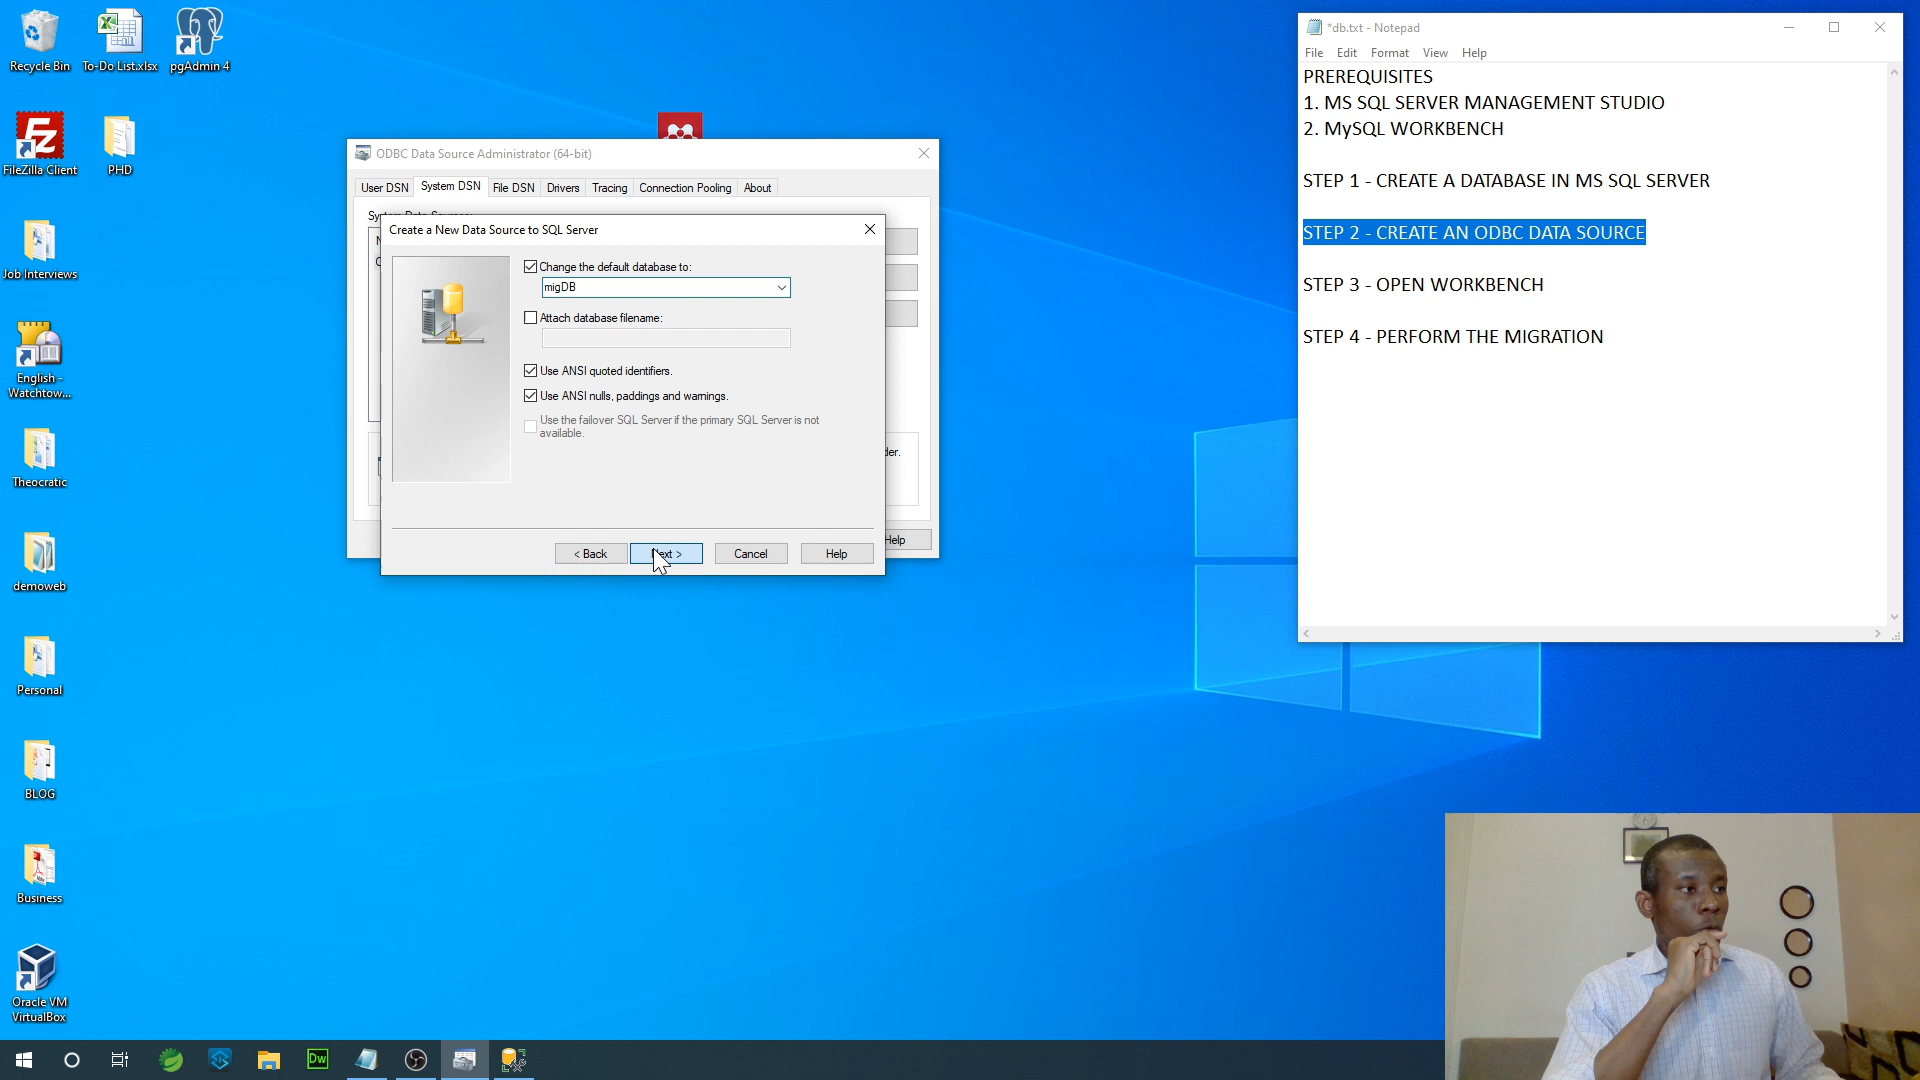 Recycle Bin
To-Do List.xlsx
pgAdmin 4
FileZilla Client
PHD
Job Interviews
English -
Watchtow...
Theocratic
demoweb
Personal
BLOG
Business
Oracle VM
VirtualBox
ODBC Data Source Administrator (64-bit)
User DSN
System DSN
File DSN
Drivers
Tracing
Connection Pooling
About
Create a New Data Source to SQL Server
Change the default database to:
migDB
Attach database filename:
Use ANSI quoted identifiers.
Use ANSI nulls, paddings and warnings.
Use the failover SQL Server if the primary SQL Server is not
available.
< Back
Next >
Cancel
Help
Help
*db.txt - Notepad
File Edit Format View Help
PREREQUISITES
1. MS SQL SERVER MANAGEMENT STUDIO
2. MySQL WORKBENCH
STEP 1 - CREATE A DATABASE IN MS SQL SERVER
STEP 2 - CREATE AN ODBC DATA SOURCE
STEP 3 - OPEN WORKBENCH
STEP 4 - PERFORM THE MIGRATION
Dw